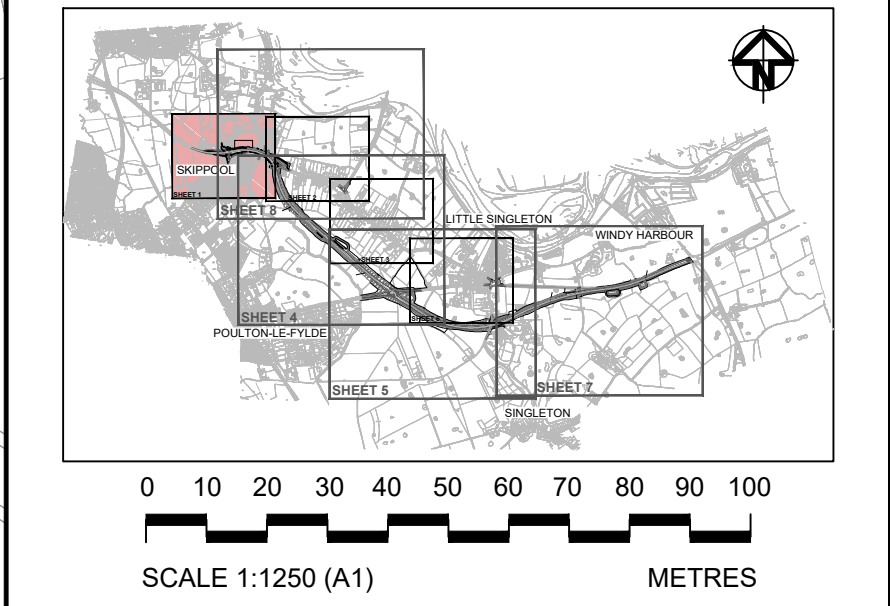 N
SKIPPOOL
SHEET 1
SHEET 2
SHEET 8
LITTLE SINGLETON
WINDY HARBOUR
SHEET 3
SHEET 4
SHEET 6
POULTON-LE-FYLDE
SHEET 5
SHEET 7
SINGLETON
0 10 20 30 40 50 60 70 80 90 100
SCALE 1:1250 (A1) METRES